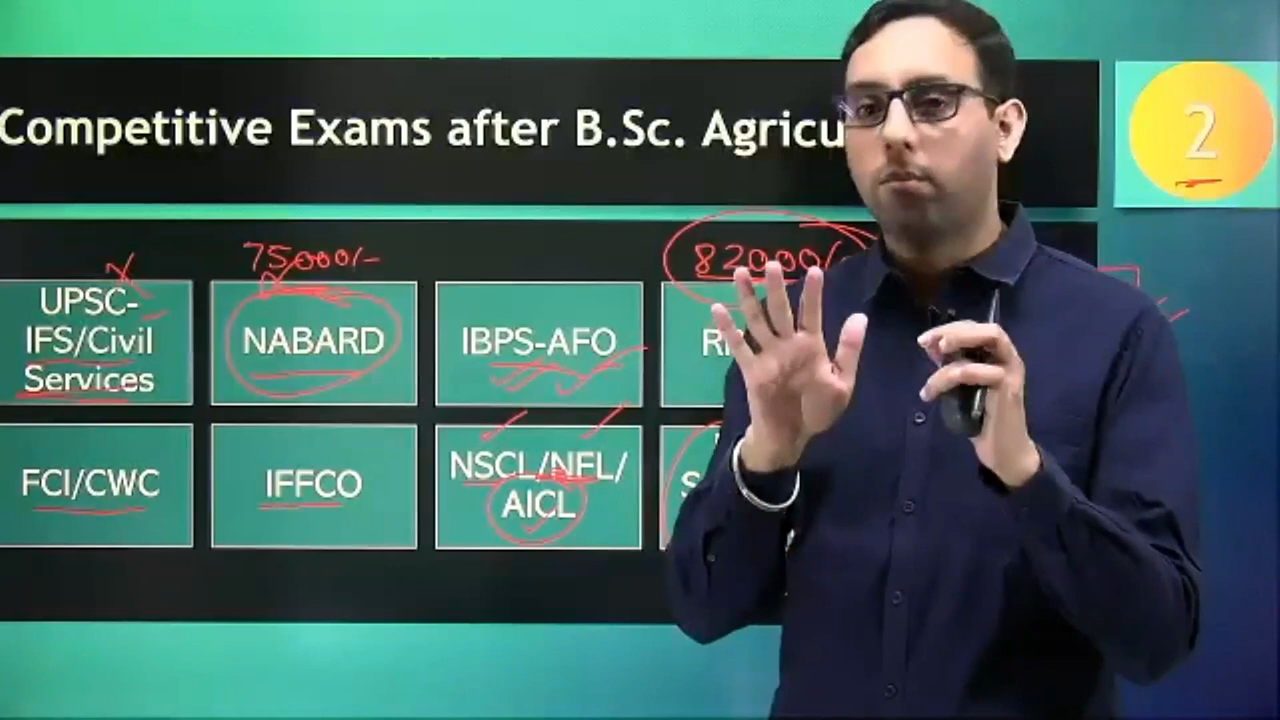 Competitive Exams after B.Sc. Agricu
2
75000/-
82000/-
UPSC-
IFS/Civil
Services
NABARD
IBPS-AFO
FCI/CWC
IFFCO
NSCL/NFL/
AICL